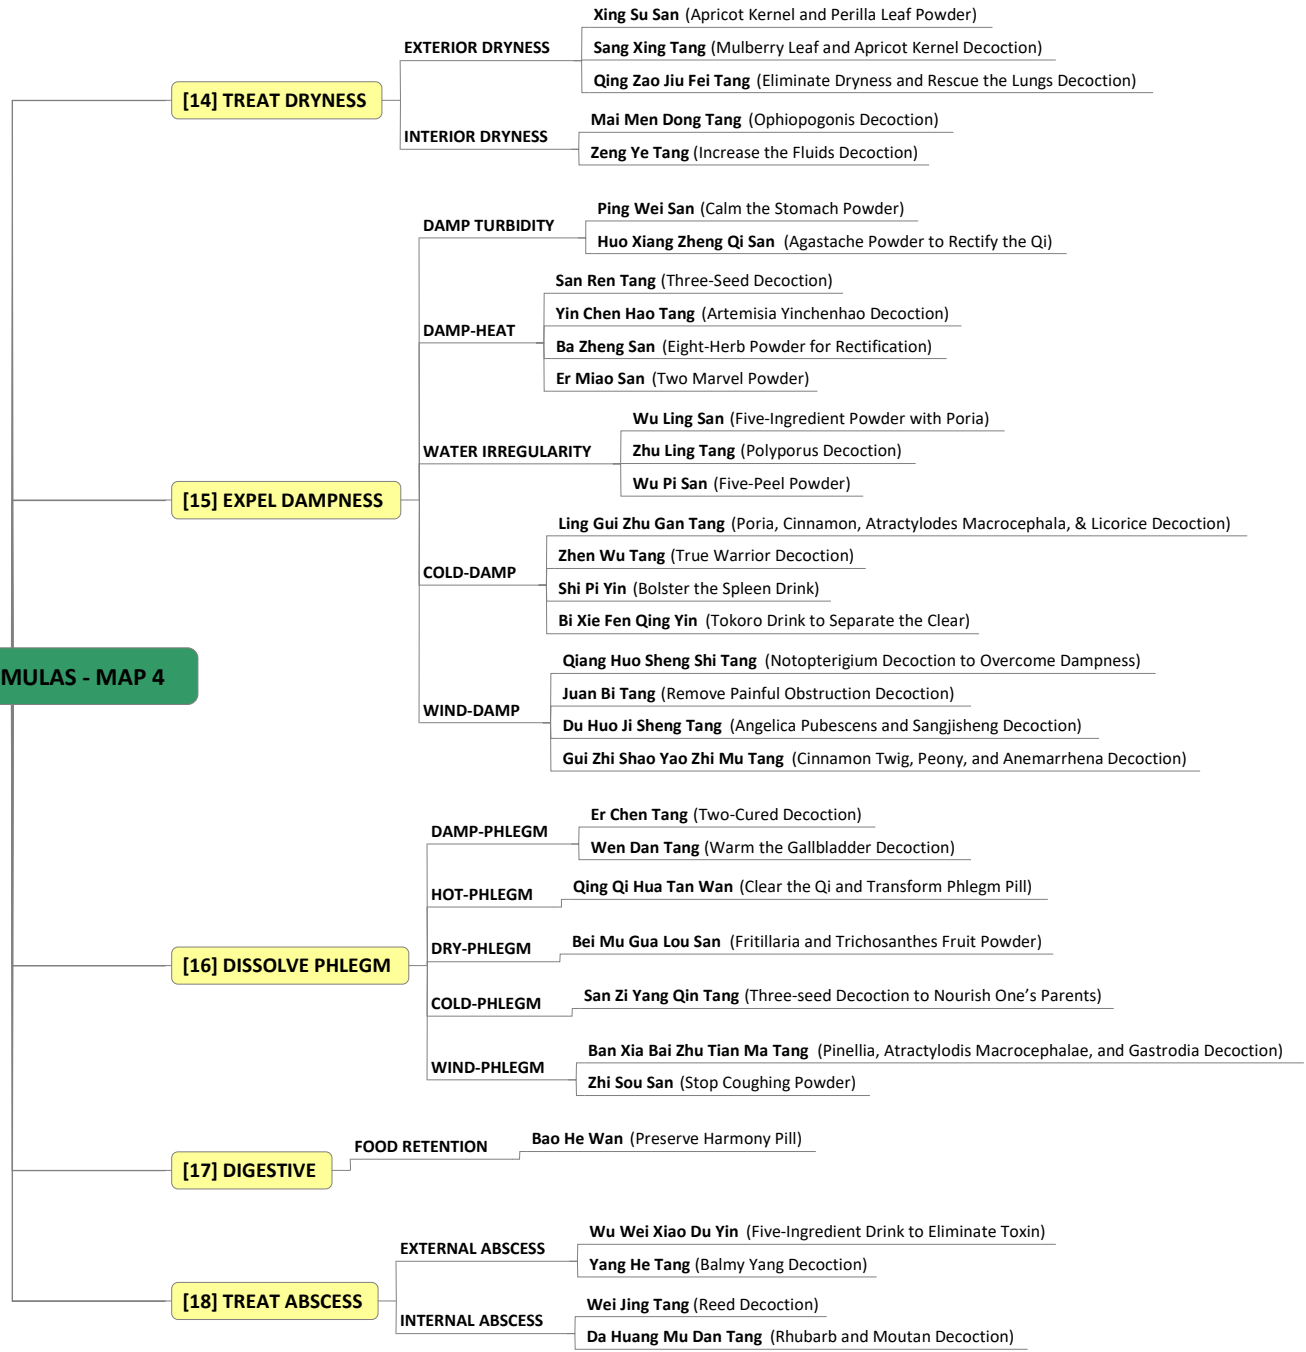 [14] TREAT DRYNESS
EXTERIOR DRYNESS
Xing Su San (Apricot Kernel and Perilla Leaf Powder)
Sang Xing Tang (Mulberry Leaf and Apricot Kernel Decoction)
Qing Zao Jiu Fei Tang (Eliminate Dryness and Rescue the Lungs Decoction)
INTERIOR DRYNESS
Mai Men Dong Tang (Ophiopogonis Decoction)
Zeng Ye Tang (Increase the Fluids Decoction)
[15] EXPEL DAMPNESS
DAMP TURBIDITY
Ping Wei San (Calm the Stomach Powder)
Huo Xiang Zheng Qi San (Agastache Powder to Rectify the Qi)
DAMP-HEAT
San Ren Tang (Three-Seed Decoction)
Yin Chen Hao Tang (Artemisia Yinchenhao Decoction)
Ba Zheng San (Eight-Herb Powder for Rectification)
Er Miao San (Two Marvel Powder)
WATER IRREGULARITY
Wu Ling San (Five-Ingredient Powder with Poria)
Zhu Ling Tang (Polyporus Decoction)
Wu Pi San (Five-Peel Powder)
COLD-DAMP
Ling Gui Zhu Gan Tang (Poria, Cinnamon, Atractylodes Macrocephala, & Licorice Decoction)
Zhen Wu Tang (True Warrior Decoction)
Shi Pi Yin (Bolster the Spleen Drink)
Bi Xie Fen Qing Yin (Tokoro Drink to Separate the Clear)
WIND-DAMP
Qiang Huo Sheng Shi Tang (Notopterigium Decoction to Overcome Dampness)
Juan Bi Tang (Remove Painful Obstruction Decoction)
Du Huo Ji Sheng Tang (Angelica Pubescens and Sangjisheng Decoction)
Gui Zhi Shao Yao Zhi Mu Tang (Cinnamon Twig, Peony, and Anemarrhena Decoction)
MULAS - MAP 4
[16] DISSOLVE PHLEGM
DAMP-PHLEGM
Er Chen Tang (Two-Cured Decoction)
Wen Dan Tang (Warm the Gallbladder Decoction)
HOT-PHLEGM
Qing Qi Hua Tan Wan (Clear the Qi and Transform Phlegm Pill)
DRY-PHLEGM
Bei Mu Gua Lou San (Fritillaria and Trichosanthes Fruit Powder)
COLD-PHLEGM
San Zi Yang Qin Tang (Three-seed Decoction to Nourish One’s Parents)
WIND-PHLEGM
Ban Xia Bai Zhu Tian Ma Tang (Pinellia, Atractylodis Macrocephalae, and Gastrodia Decoction)
Zhi Sou San (Stop Coughing Powder)
[17] DIGESTIVE
FOOD RETENTION
Bao He Wan (Preserve Harmony Pill)
[18] TREAT ABSCESS
EXTERNAL ABSCESS
Wu Wei Xiao Du Yin (Five-Ingredient Drink to Eliminate Toxin)
Yang He Tang (Balmy Yang Decoction)
INTERNAL ABSCESS
Wei Jing Tang (Reed Decoction)
Da Huang Mu Dan Tang (Rhubarb and Moutan Decoction)